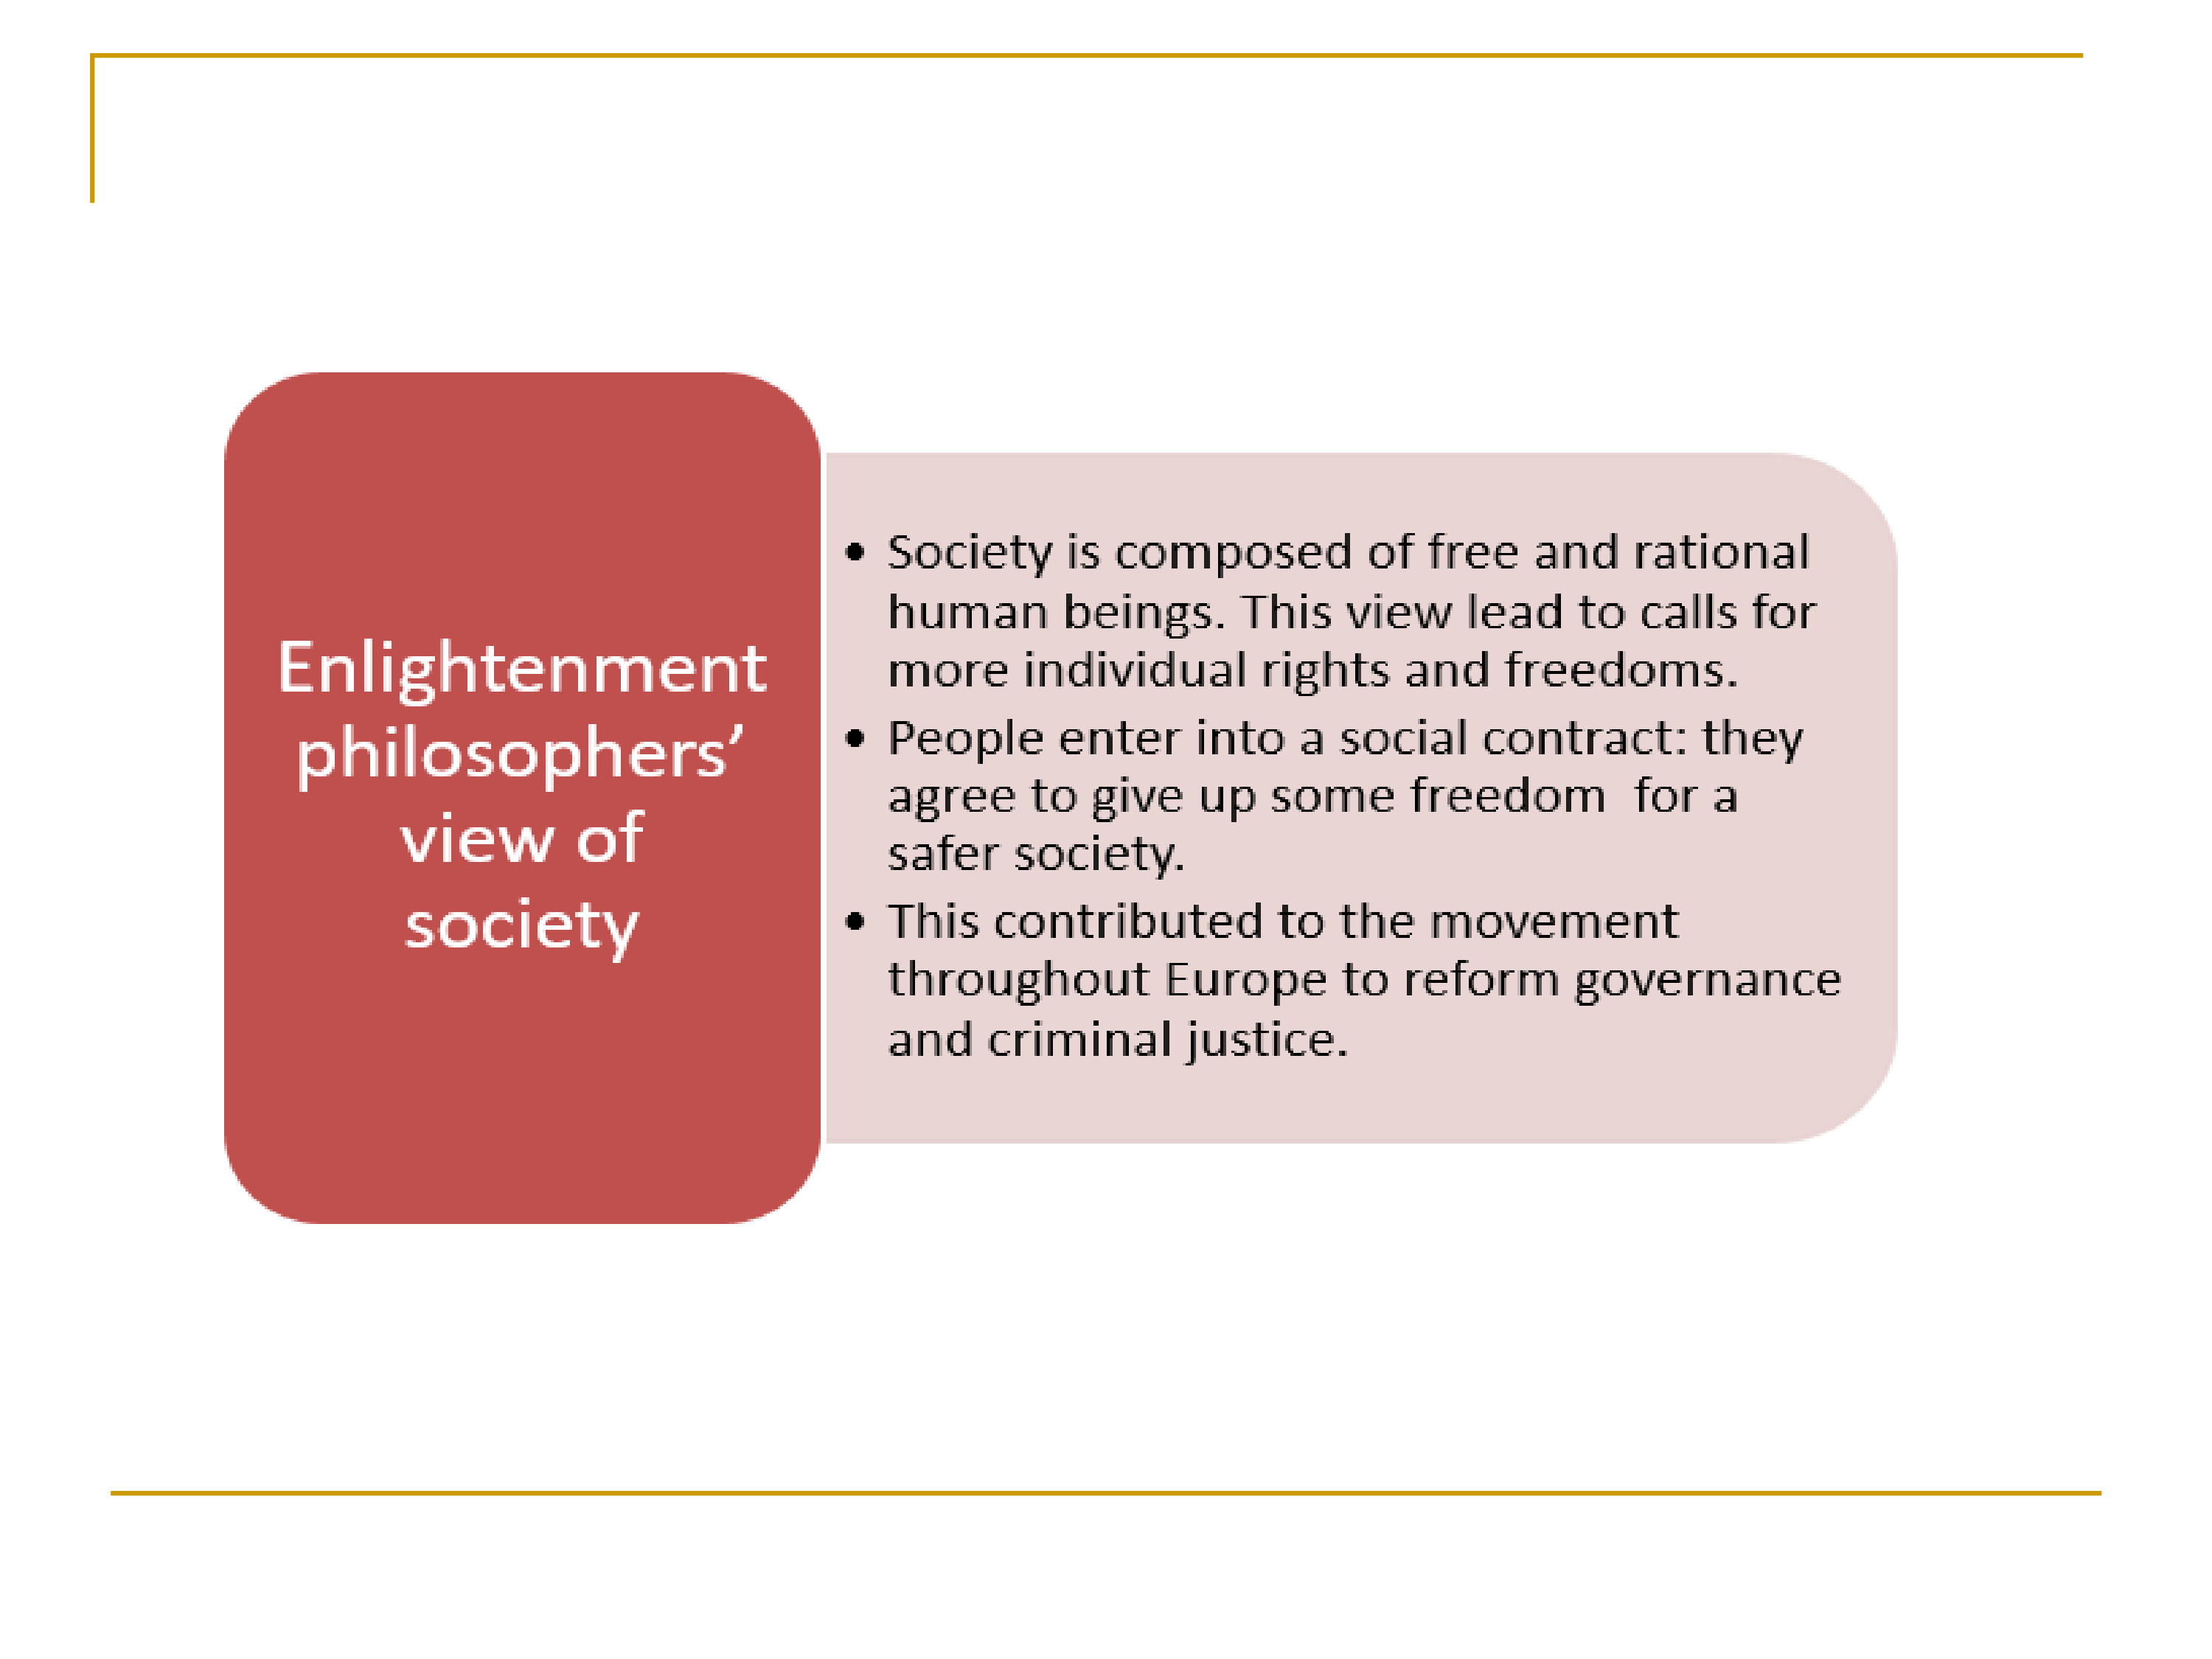 Enlightenment
philosophers’
view of
society
• Society is composed of free and rational
human beings. This view lead to calls for
more individual rights and freedoms.
• People enter into a social contract: they
agree to give up some freedom  for a
safer society.
• This contributed to the movement
throughout Europe to reform governance
and criminal justice.